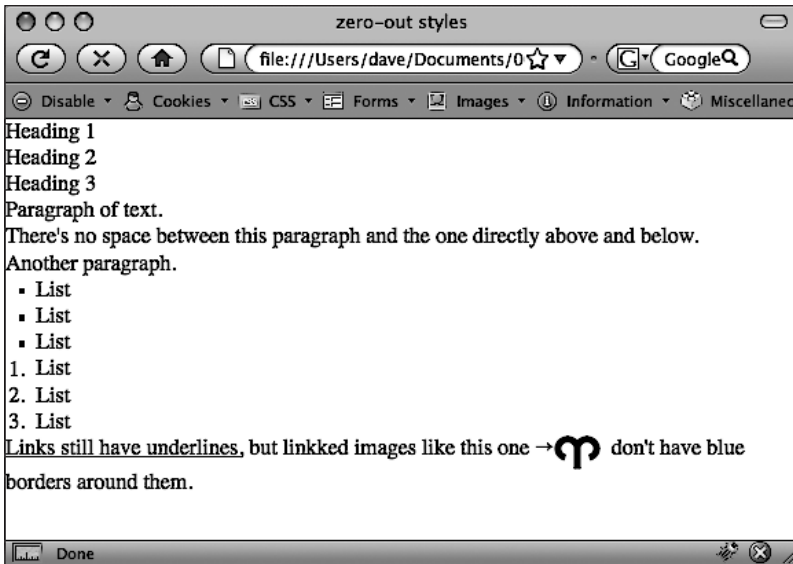 zero-out styles
file:///Users/dave/Documents/0 G Google
Disable Cookies CSS Forms Images Information Miscellanec
Heading 1
Heading 2
Heading 3
Paragraph of text.
There's no space between this paragraph and the one directly above and below.
Another paragraph.
▪ List
▪ List
▪ List
1. List
2. List
3. List
Links still have underlines, but linkked images like this one → don't have blue
borders around them.
Done